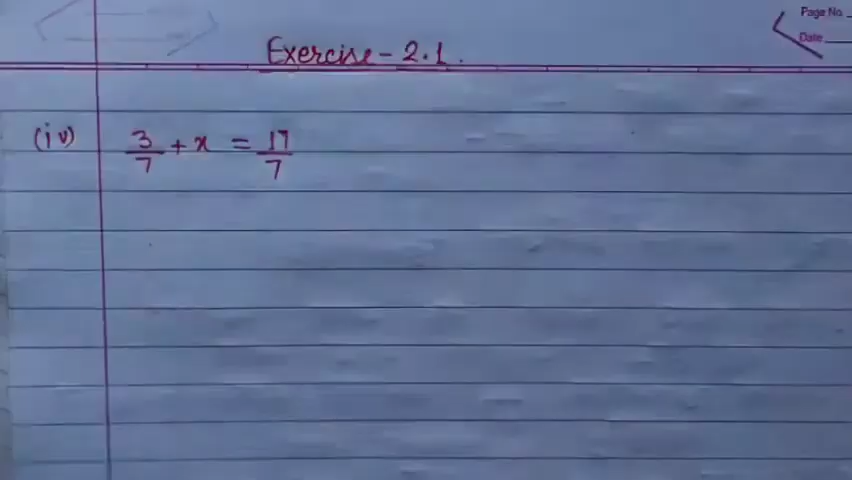 Page No.
Date
Exercise - 2.1.
(iv) 3/7 + x = 17/7